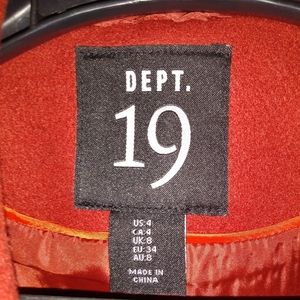 DEPT.
19
US:4
CA:4
UK:8
EU:34
AU:8
MADE IN
CHINA